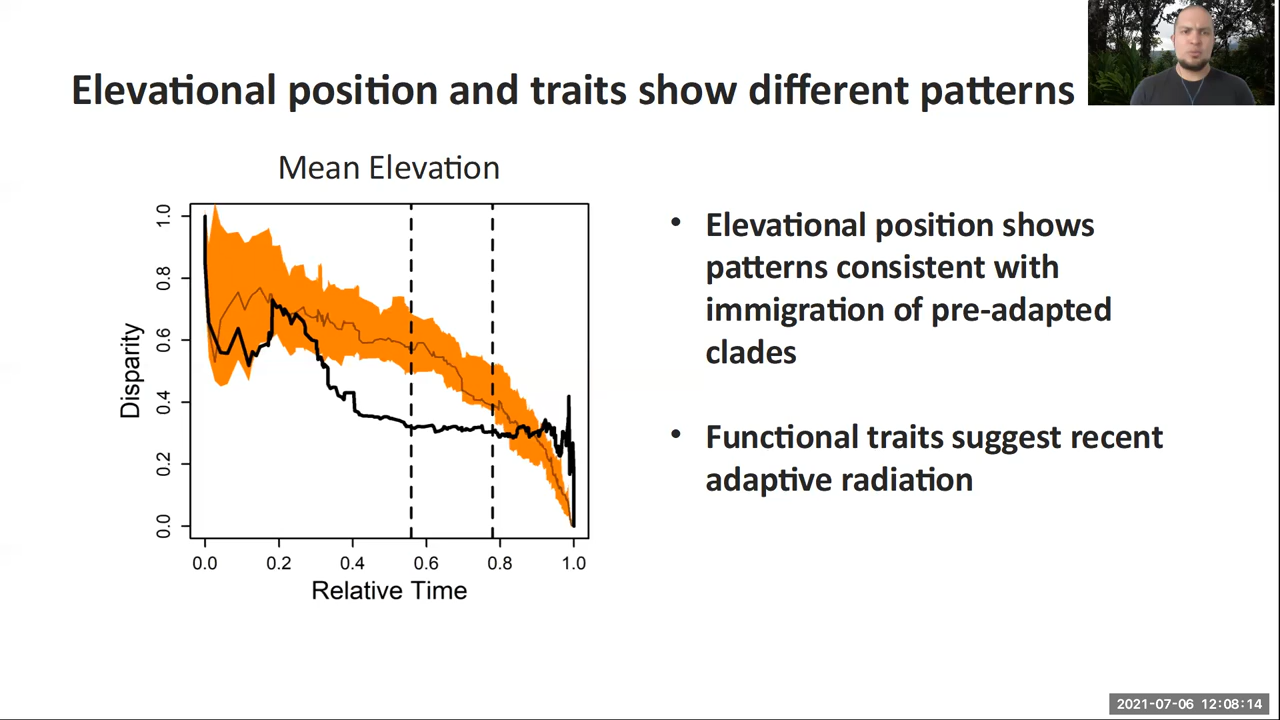 Elevational position and traits show different patterns
Mean Elevation
1.0
0.8
0.6
0.4
0.2
0.0
Disparity
0.0 0.2 0.4 0.6 0.8 1.0
Relative Time
• Elevational position shows
patterns consistent with
immigration of pre-adapted
clades
• Functional traits suggest recent
adaptive radiation
2021-07-06 12:08:14